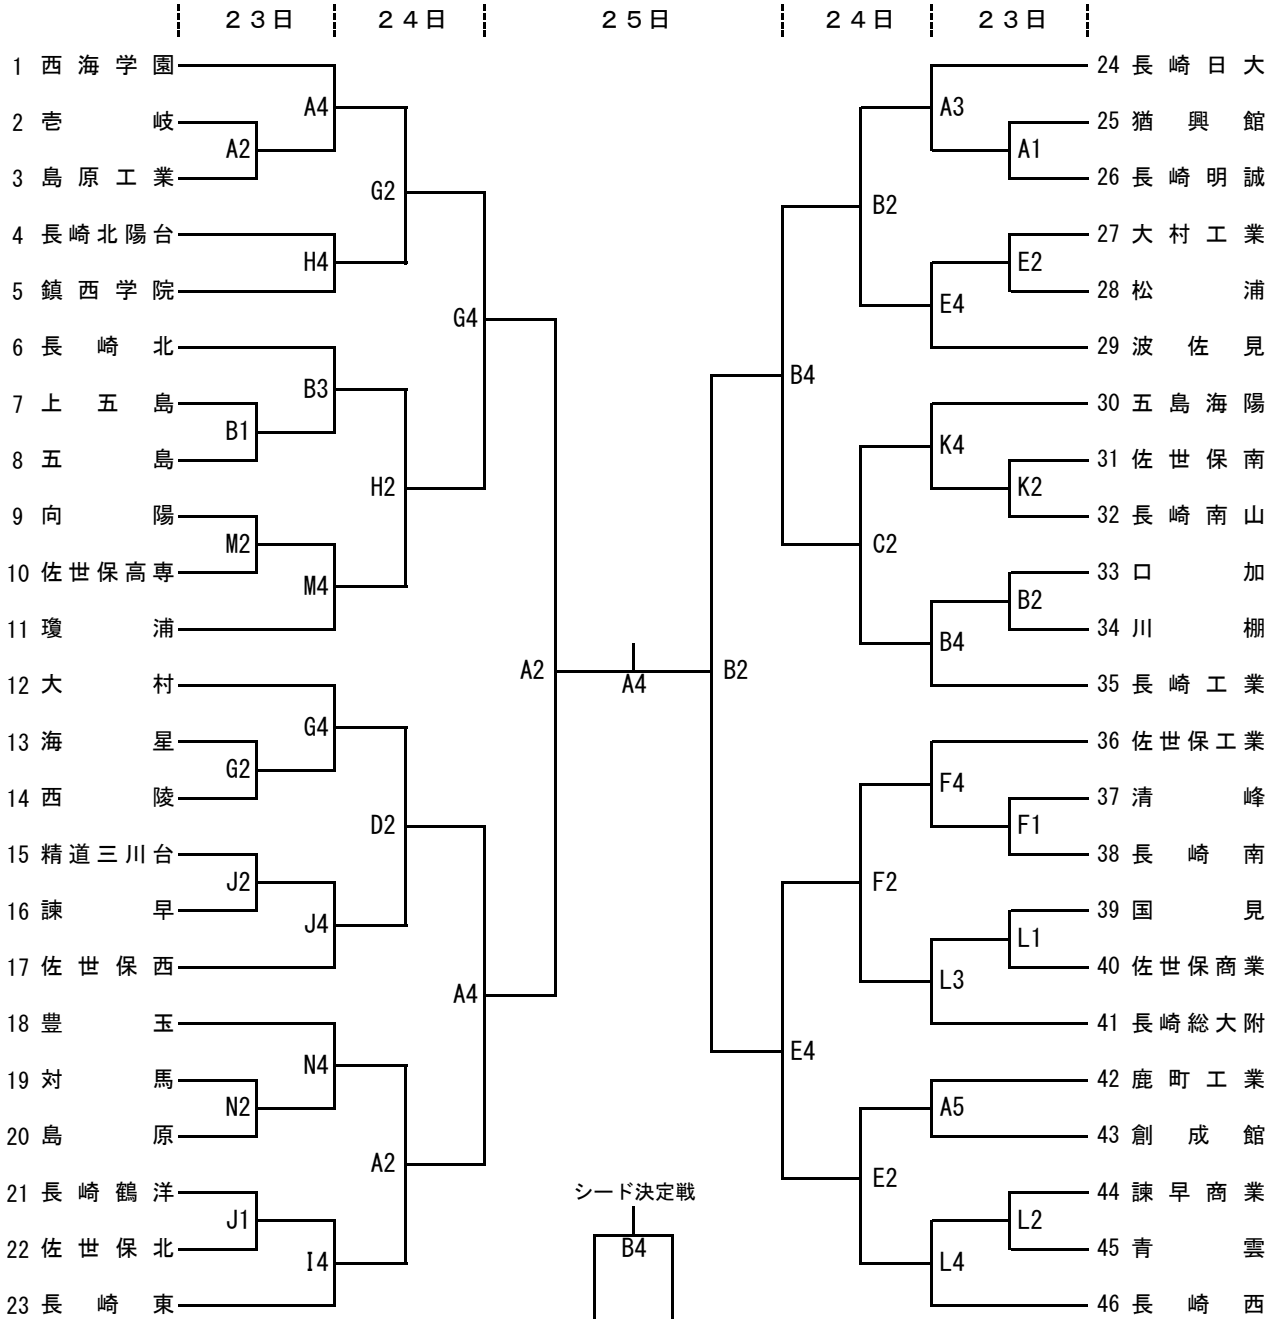 23日 24日 25日 24日 23日
1 西海学園
2 壱岐
3 島原工業
4 長崎北陽台
5 鎮西学院
6 長崎北
7 上五島
8 五島
9 向陽
10 佐世保高専
11 瓊浦
12 大村
13 海星
14 西陵
15 精道三川台
16 諫早
17 佐世保西
18 豊玉
19 対馬
20 島原
21 長崎鶴洋
22 佐世保北
23 長崎東
A4
A2
H4
B3
B1
M2
M4
G4
G2
J2
J4
N4
N2
J1
I4
G2
H2
D2
A2
G4
A4
A2
A4
B2
B4
E4
B2
C2
F2
E2
A3
A1
E2
E4
K4
K2
B2
B4
F4
F1
L1
L3
A5
L2
L4
24 長崎日大
25 猶興館
26 長崎明誠
27 大村工業
28 松浦
29 波佐見
30 五島海陽
31 佐世保南
32 長崎南山
33 口加
34 川棚
35 長崎工業
36 佐世保工業
37 清峰
38 長崎南
39 国見
40 佐世保商業
41 長崎総大附
42 鹿町工業
43 創成館
44 諫早商業
45 青雲
46 長崎西
シード決定戦
B4